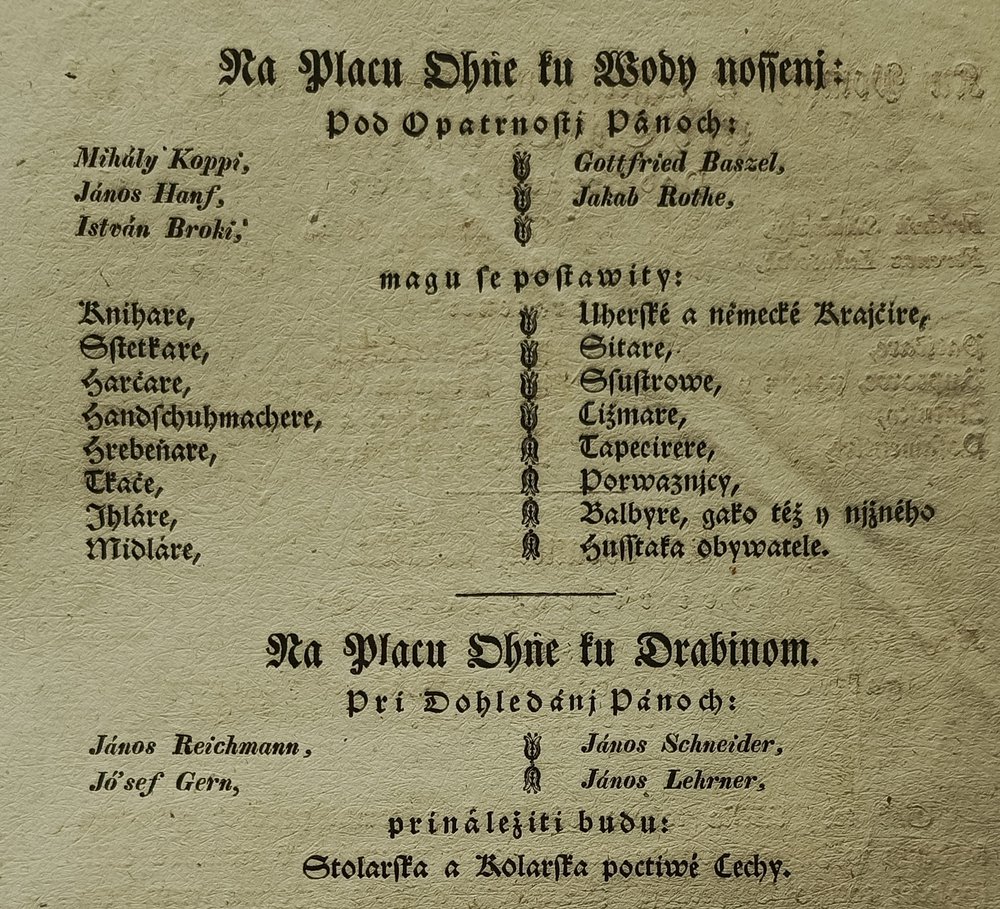 Na Placu Ohňe ku Wody nossenj:
Pod Opatrnostj Pánoch:
Mihály Koppi,
János Hanf,
István Broki,
Gottfried Baszel,
Jakab Rothe,
magu se postawity:
Knihare,
Sstetkare,
Harčare,
Handschuhmachere,
Hrebeňare,
Tkače,
Ihláre,
Midláre,
Uherské a německé Krajčíre,
Sitare,
Ssustrowe,
Cižmare,
Tapecirere,
Porwaznjcy,
Balbyre, gako též y njžného
Husstaka obywatele.
Na Placu Ohňe ku Drabinom.
Pri Dohledánj Pánoch:
János Reichmann,
Jó'sef Gern,
János Schneider,
János Lehrner,
prináležiti budu:
Stolarska a Kolarska poctiwé Cechy.